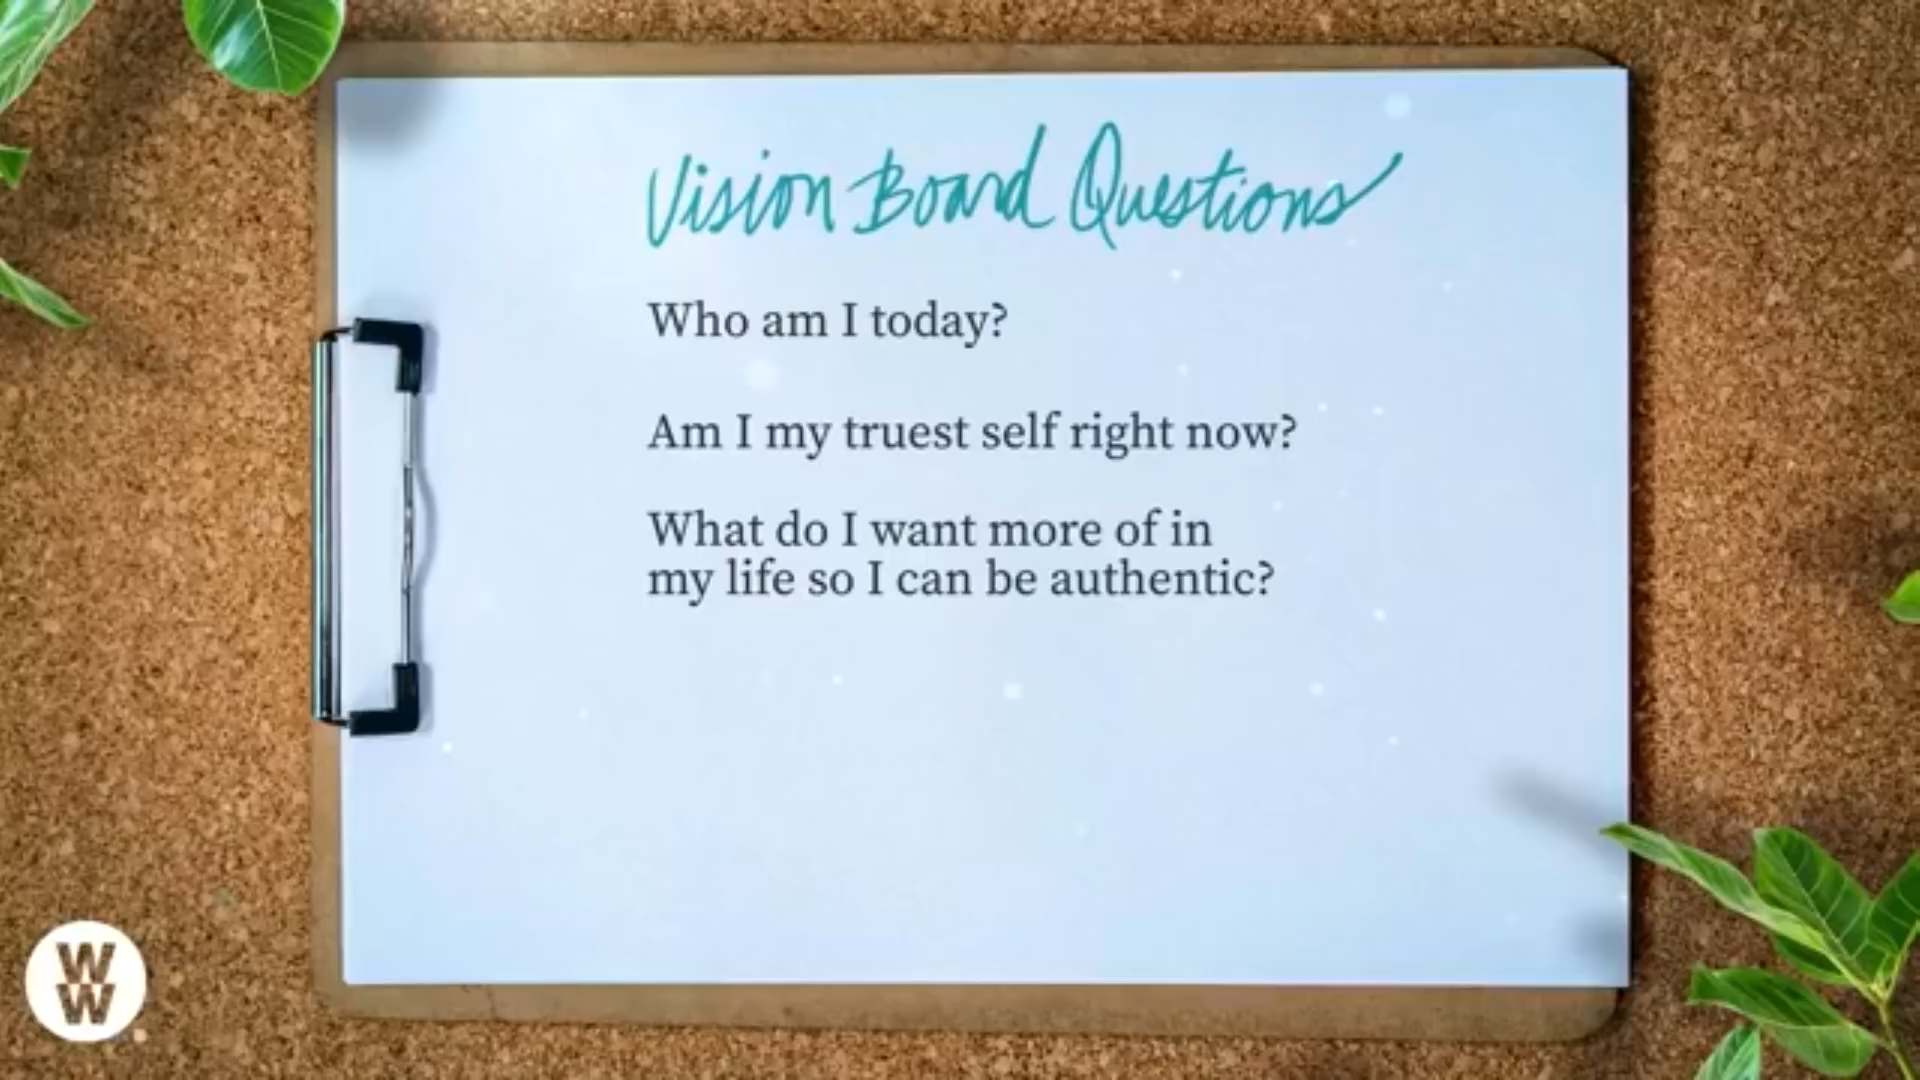 Vision Board Questions
Who am I today?
Am I my truest self right now?
What do I want more of in
my life so I can be authentic?
W
W